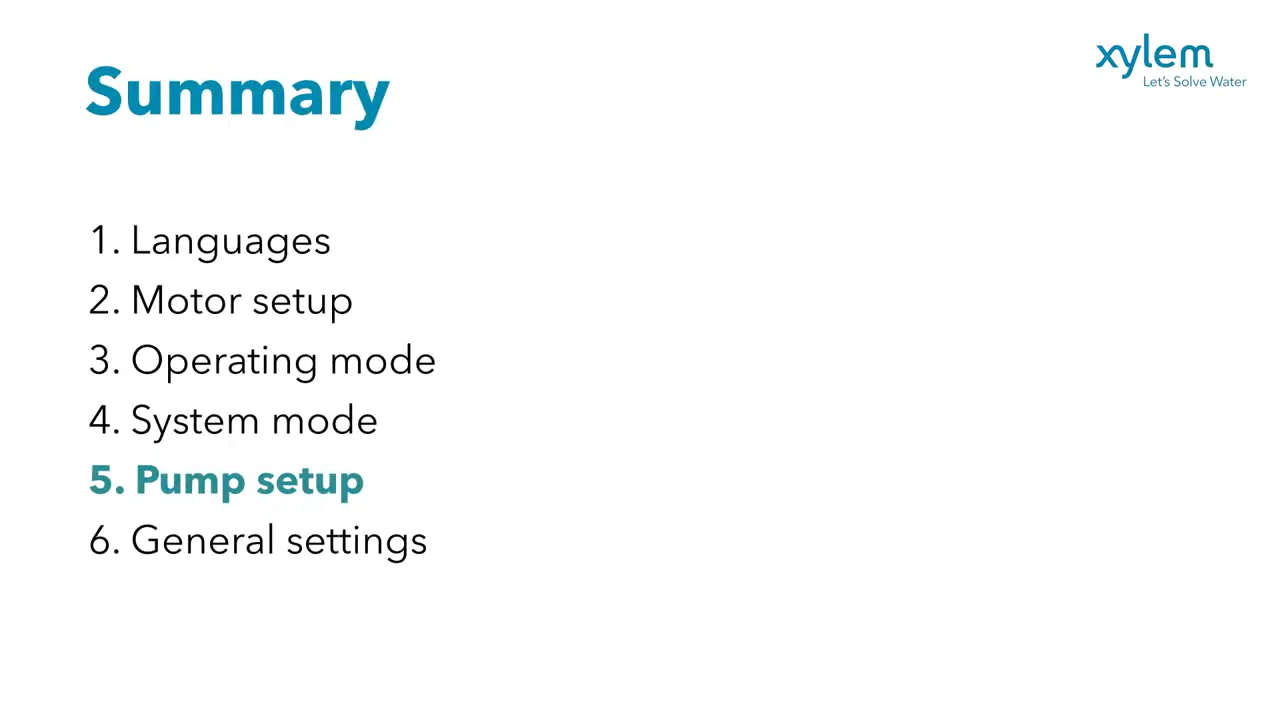 Summary
xylem
Let's Solve Water
1. Languages
2. Motor setup
3. Operating mode
4. System mode
5. Pump setup
6. General settings